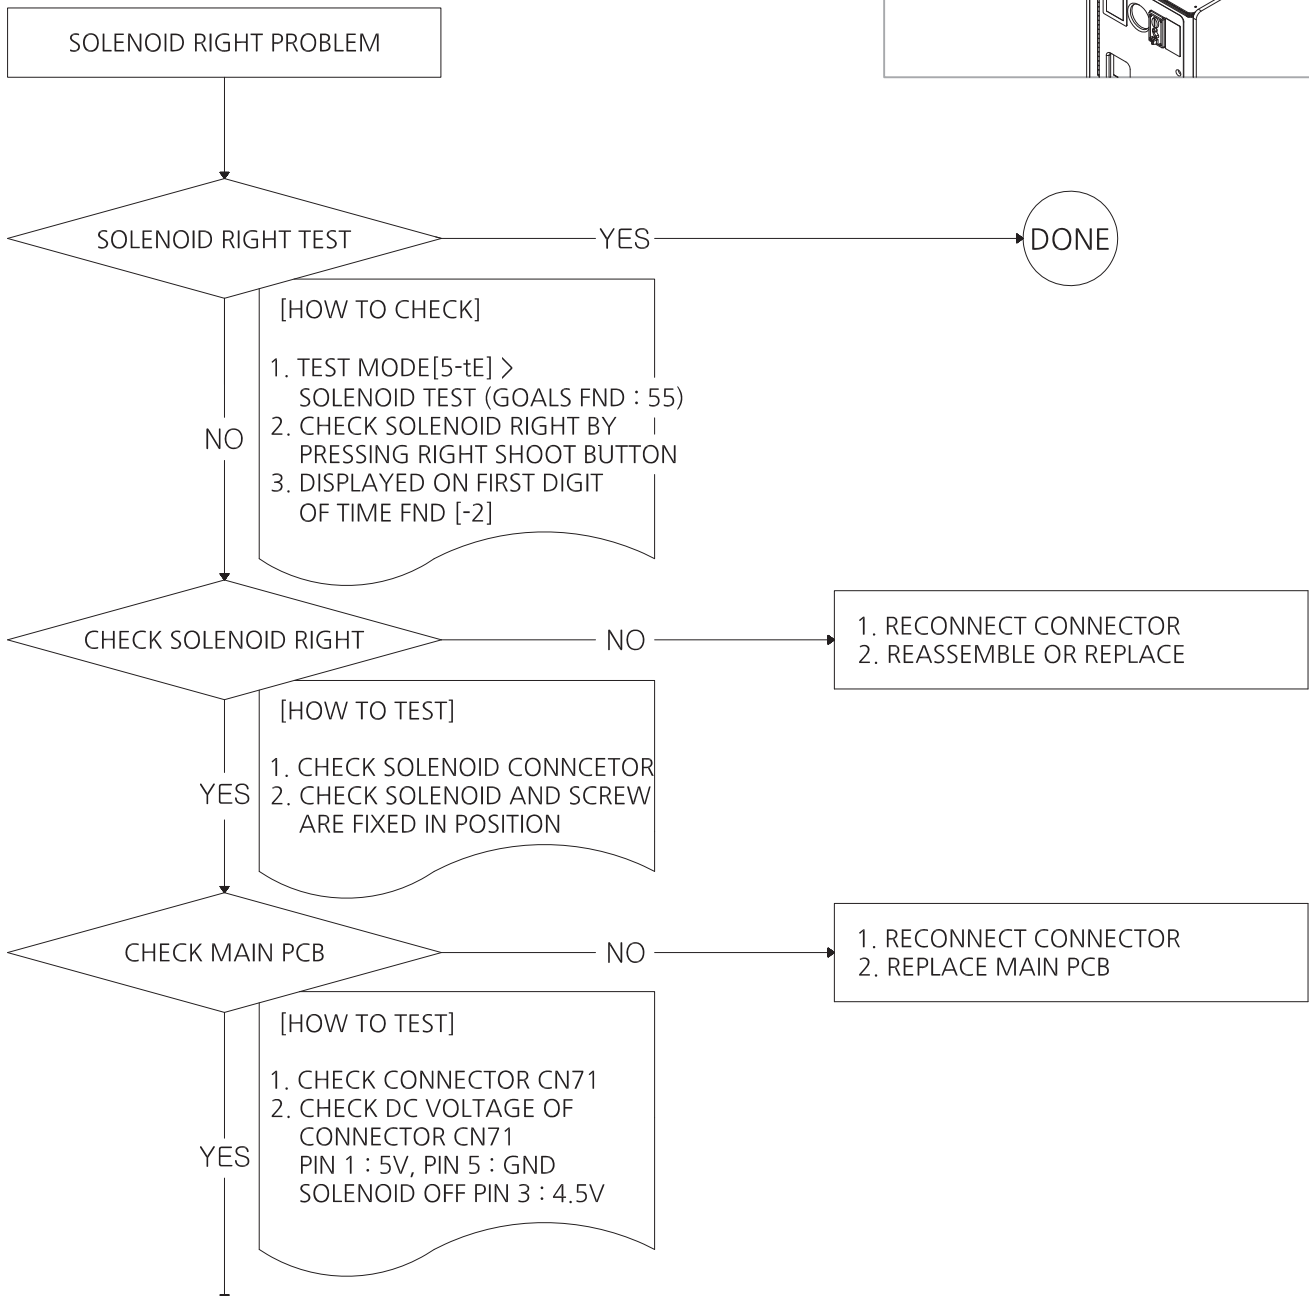 SOLENOID RIGHT PROBLEM
SOLENOID RIGHT TEST
YES
DONE
[HOW TO CHECK]
1. TEST MODE[5-tE] >
SOLENOID TEST (GOALS FND : 55)
2. CHECK SOLENOID RIGHT BY
PRESSING RIGHT SHOOT BUTTON
3. DISPLAYED ON FIRST DIGIT
OF TIME FND [-2]
NO
CHECK SOLENOID RIGHT
NO
1. RECONNECT CONNECTOR
2. REASSEMBLE OR REPLACE
[HOW TO TEST]
1. CHECK SOLENOID CONNCETOR
2. CHECK SOLENOID AND SCREW
ARE FIXED IN POSITION
YES
CHECK MAIN PCB
NO
1. RECONNECT CONNECTOR
2. REPLACE MAIN PCB
[HOW TO TEST]
1. CHECK CONNECTOR CN71
2. CHECK DC VOLTAGE OF
CONNECTOR CN71
PIN 1 : 5V, PIN 5 : GND
SOLENOID OFF PIN 3 : 4.5V
YES